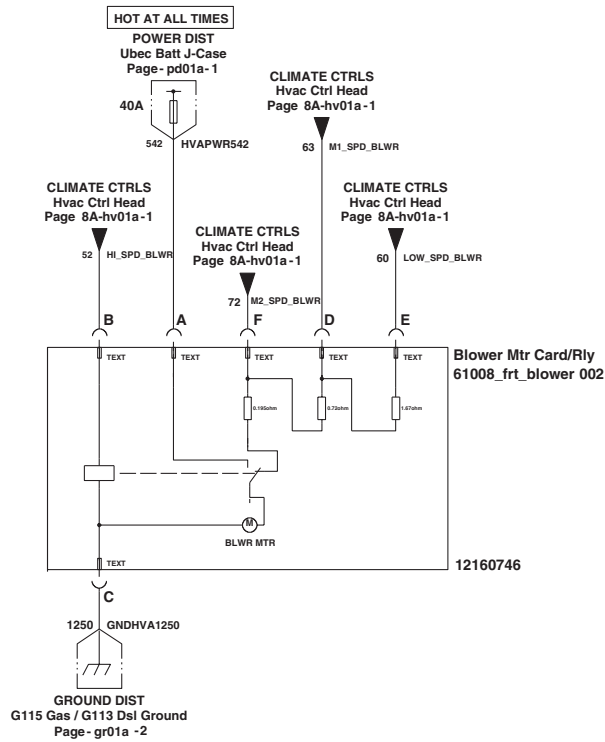 HOT AT ALL TIMES
POWER DIST
Ubec Batt J-Case
Page- pd01a-1
40A
542 HVAPWR542
CLIMATE CTRLS
Hvac Ctrl Head
Page 8A-hv01a-1
63 M1_SPD_BLWR
CLIMATE CTRLS
Hvac Ctrl Head
Page 8A-hv01a-1
52 HI_SPD_BLWR
CLIMATE CTRLS
Hvac Ctrl Head
Page 8A-hv01a-1
72 M2_SPD_BLWR
CLIMATE CTRLS
Hvac Ctrl Head
Page 8A-hv01a-1
60 LOW_SPD_BLWR
B A F D E
TEXT TEXT TEXT TEXT TEXT
Blower Mtr Card/Rly
61008_frt_blower 002
0.195ohm 0.72ohm 1.67ohm
M
BLWR MTR
TEXT
12160746
C
1250 GNDHVA1250
GROUND DIST
G115 Gas / G113 Dsl Ground
Page- gr01a -2